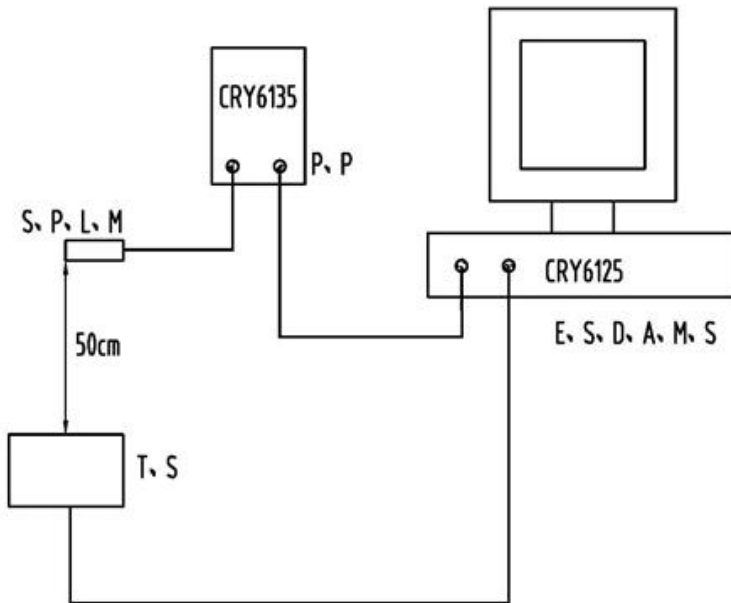 CRY6135
P、P
S、P、L、M
CRY6125
50cm
E、S、D、A、M、S
T、S